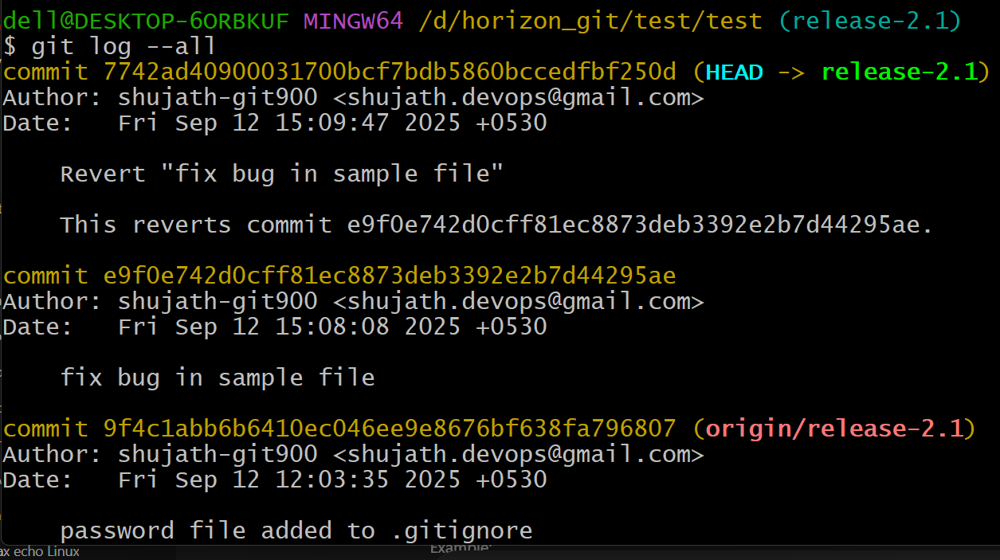 dell@DESKTOP-6ORBKUF MINGW64 /d/horizon_git/test/test (release-2.1)
$ git log --all
commit 7742ad40900031700bcf7bdb5860bccedfbf250d (HEAD -> release-2.1)
Author: shujath-git900 <shujath.devops@gmail.com>
Date:   Fri Sep 12 15:09:47 2025 +0530

    Revert "fix bug in sample file"

    This reverts commit e9f0e742d0cff81ec8873deb3392e2b7d44295ae.

commit e9f0e742d0cff81ec8873deb3392e2b7d44295ae
Author: shujath-git900 <shujath.devops@gmail.com>
Date:   Fri Sep 12 15:08:08 2025 +0530

    fix bug in sample file

commit 9f4c1abb6b6410ec046ee9e8676bf638fa796807 (origin/release-2.1)
Author: shujath-git900 <shujath.devops@gmail.com>
Date:   Fri Sep 12 12:03:35 2025 +0530

    password file added to .gitignore
echo Linux
Example: